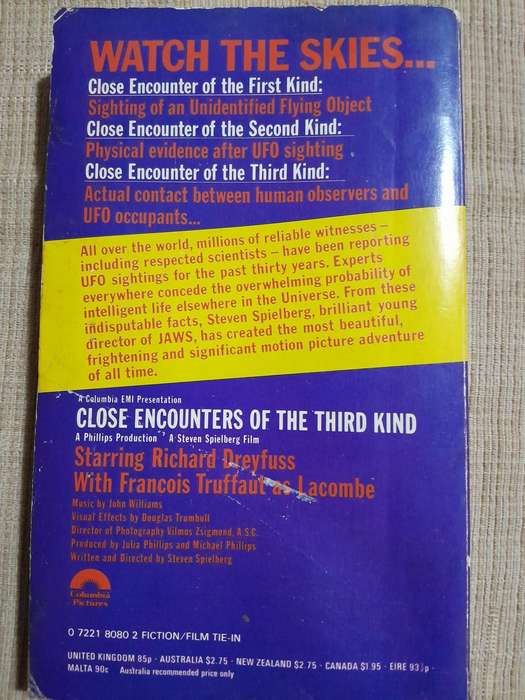 WATCH THE SKIES...
Close Encounter of the First Kind:
Sighting of an Unidentified Flying Object
Close Encounter of the Second Kind:
Physical evidence after UFO sighting
Close Encounter of the Third Kind:
Actual contact between human observers and
UFO occupants...
All over the world, millions of reliable witnesses –
including respected scientists – have been reporting
UFO sightings for the past thirty years. Experts
everywhere concede the overwhelming probability of
intelligent life elsewhere in the Universe. From these
indisputable facts, Steven Spielberg, brilliant young
director of JAWS, has created the most beautiful,
frightening and significant motion picture adventure
of all time.
A Columbia EMI Presentation
CLOSE ENCOUNTERS OF THE THIRD KIND
A Phillips Production A Steven Spielberg Film
Starring Richard Dreyfuss
With Francois Truffaut as Lacombe
Music by John Williams
Visual Effects by Douglas Trumbull
Director of Photography Vilmos Zsigmond, A.S.C.
Produced by Julia Phillips and Michael Phillips
Written and Directed by Steven Spielberg
Columbia
Pictures
0 7221 8080 2 FICTION/FILM TIE-IN
UNITED KINGDOM 85p · AUSTRALIA $2.75 · NEW ZEALAND $2.75 · CANADA $1.95 · EIRE 93½p ·
MALTA 90c Australia recommended price only